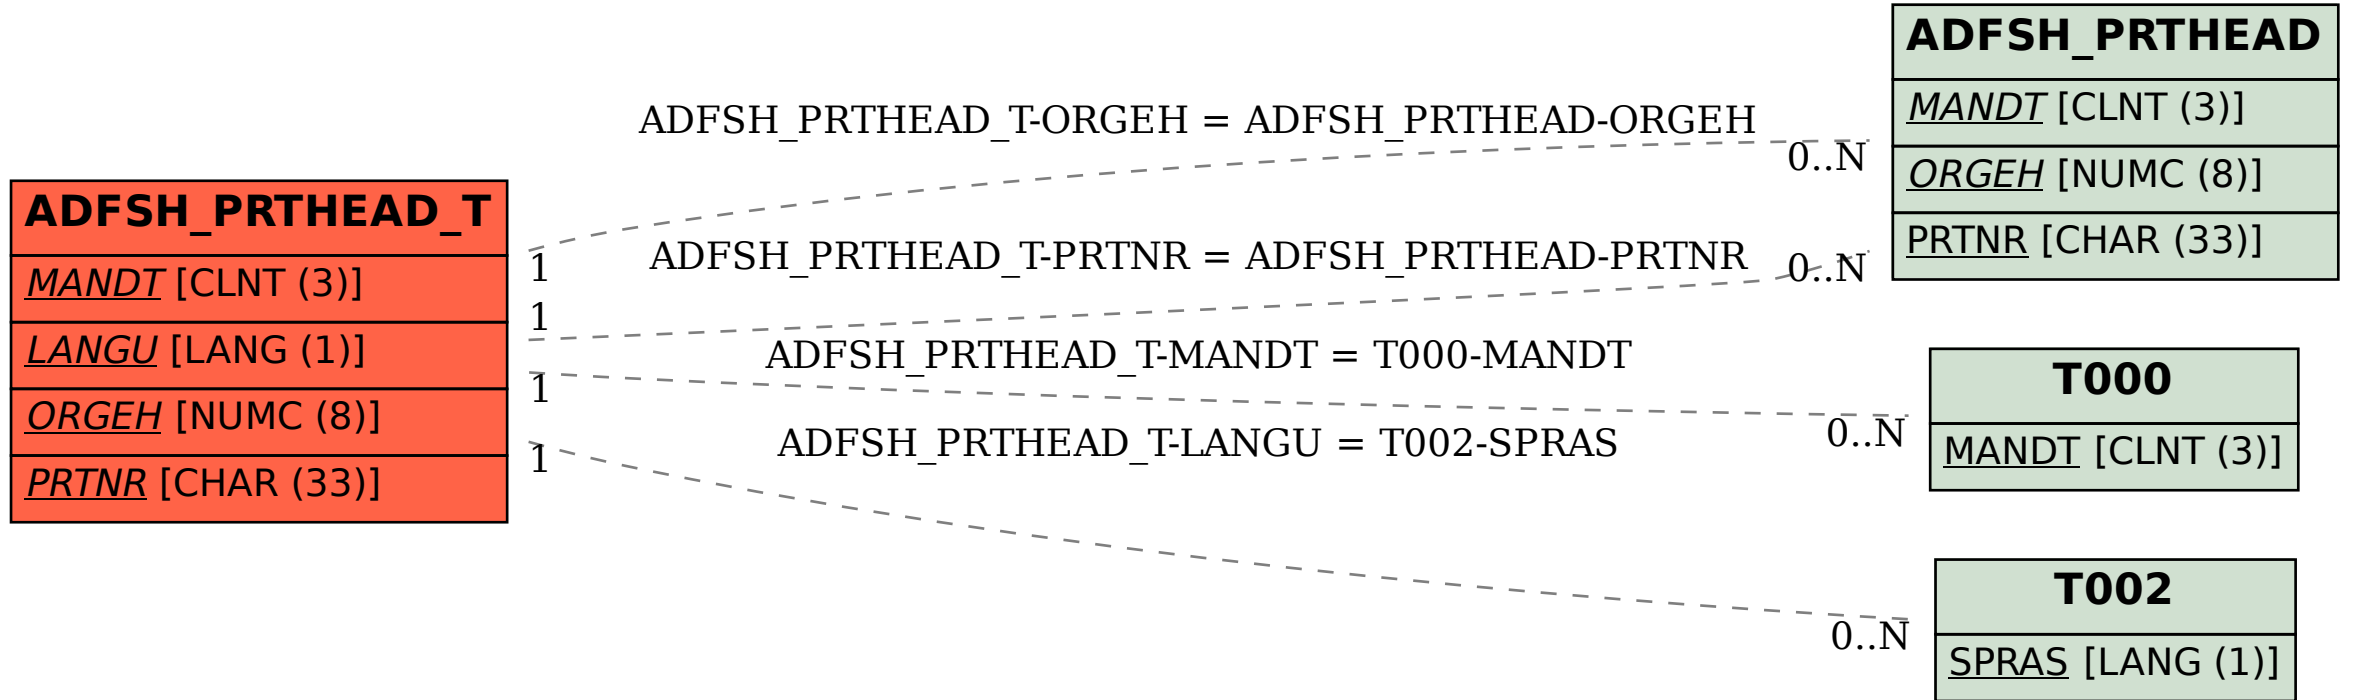 ADFSH_PRTHEAD_T
MANDT [CLNT (3)]
LANGU [LANG (1)]
ORGEH [NUMC (8)]
PRTNR [CHAR (33)]
ADFSH_PRTHEAD_T-ORGEH = ADFSH_PRTHEAD-ORGEH
1
0..N
ADFSH_PRTHEAD_T-PRTNR = ADFSH_PRTHEAD-PRTNR
1
0..N
ADFSH_PRTHEAD_T-MANDT = T000-MANDT
1
0..N
ADFSH_PRTHEAD_T-LANGU = T002-SPRAS
1
0..N
ADFSH_PRTHEAD
MANDT [CLNT (3)]
ORGEH [NUMC (8)]
PRTNR [CHAR (33)]
T000
MANDT [CLNT (3)]
T002
SPRAS [LANG (1)]